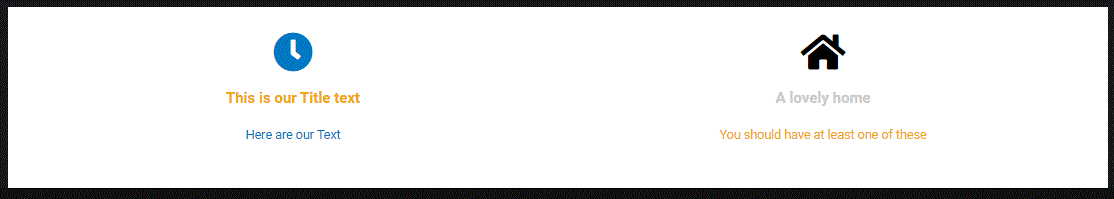 This is our Title text
Here are our Text
A lovely home
You should have at least one of these